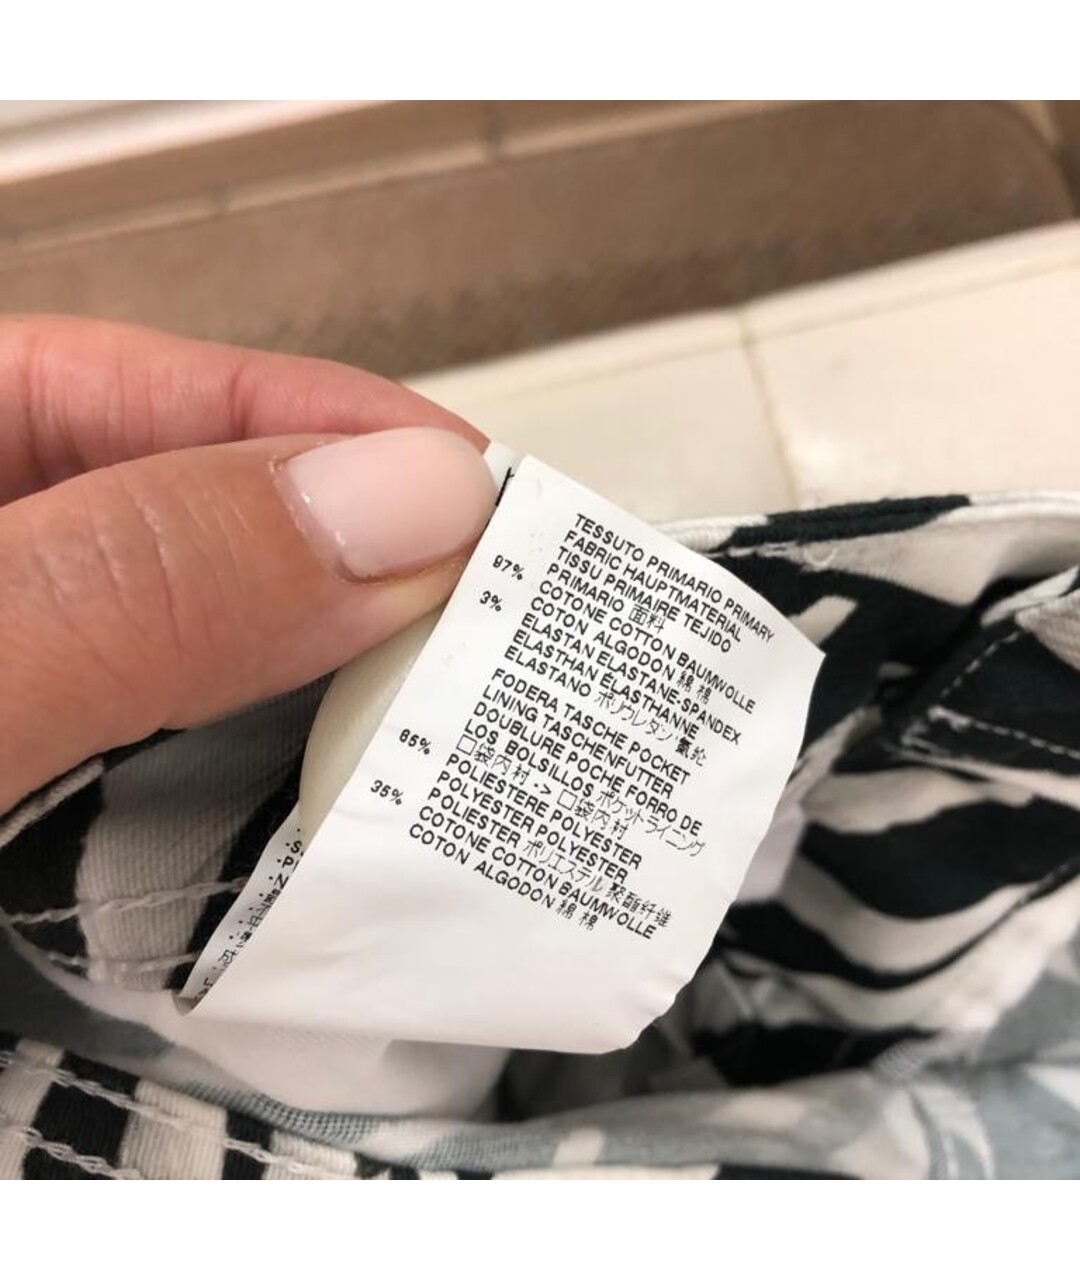 TESSUTO PRIMARIO PRIMARY
FABRIC HAUPTMATERIAL
TISSU PRIMAIRE TEJIDO
PRIMARIO 面料
97% COTONE COTTON BAUMWOLLE
COTON ALGODON 綿 棉
3% ELASTAN ELASTANE-SPANDEX
ELASTHAN ÉLASTHANNE
ELASTANO ポリウレタン 氨纶
FODERA TASCHE POCKET
LINING TASCHENFUTTER
DOUBLURE POCHE FORRO DE
LOS BOLSILLOS ポケットライニング
口袋内衬 -> 口袋内衬
65% POLIESTERE POLYESTER
POLYESTER POLYESTER
POLIESTER ポリエステル 聚酯纤维
35% COTONE COTTON BAUMWOLLE
COTON ALGODON 綿 棉